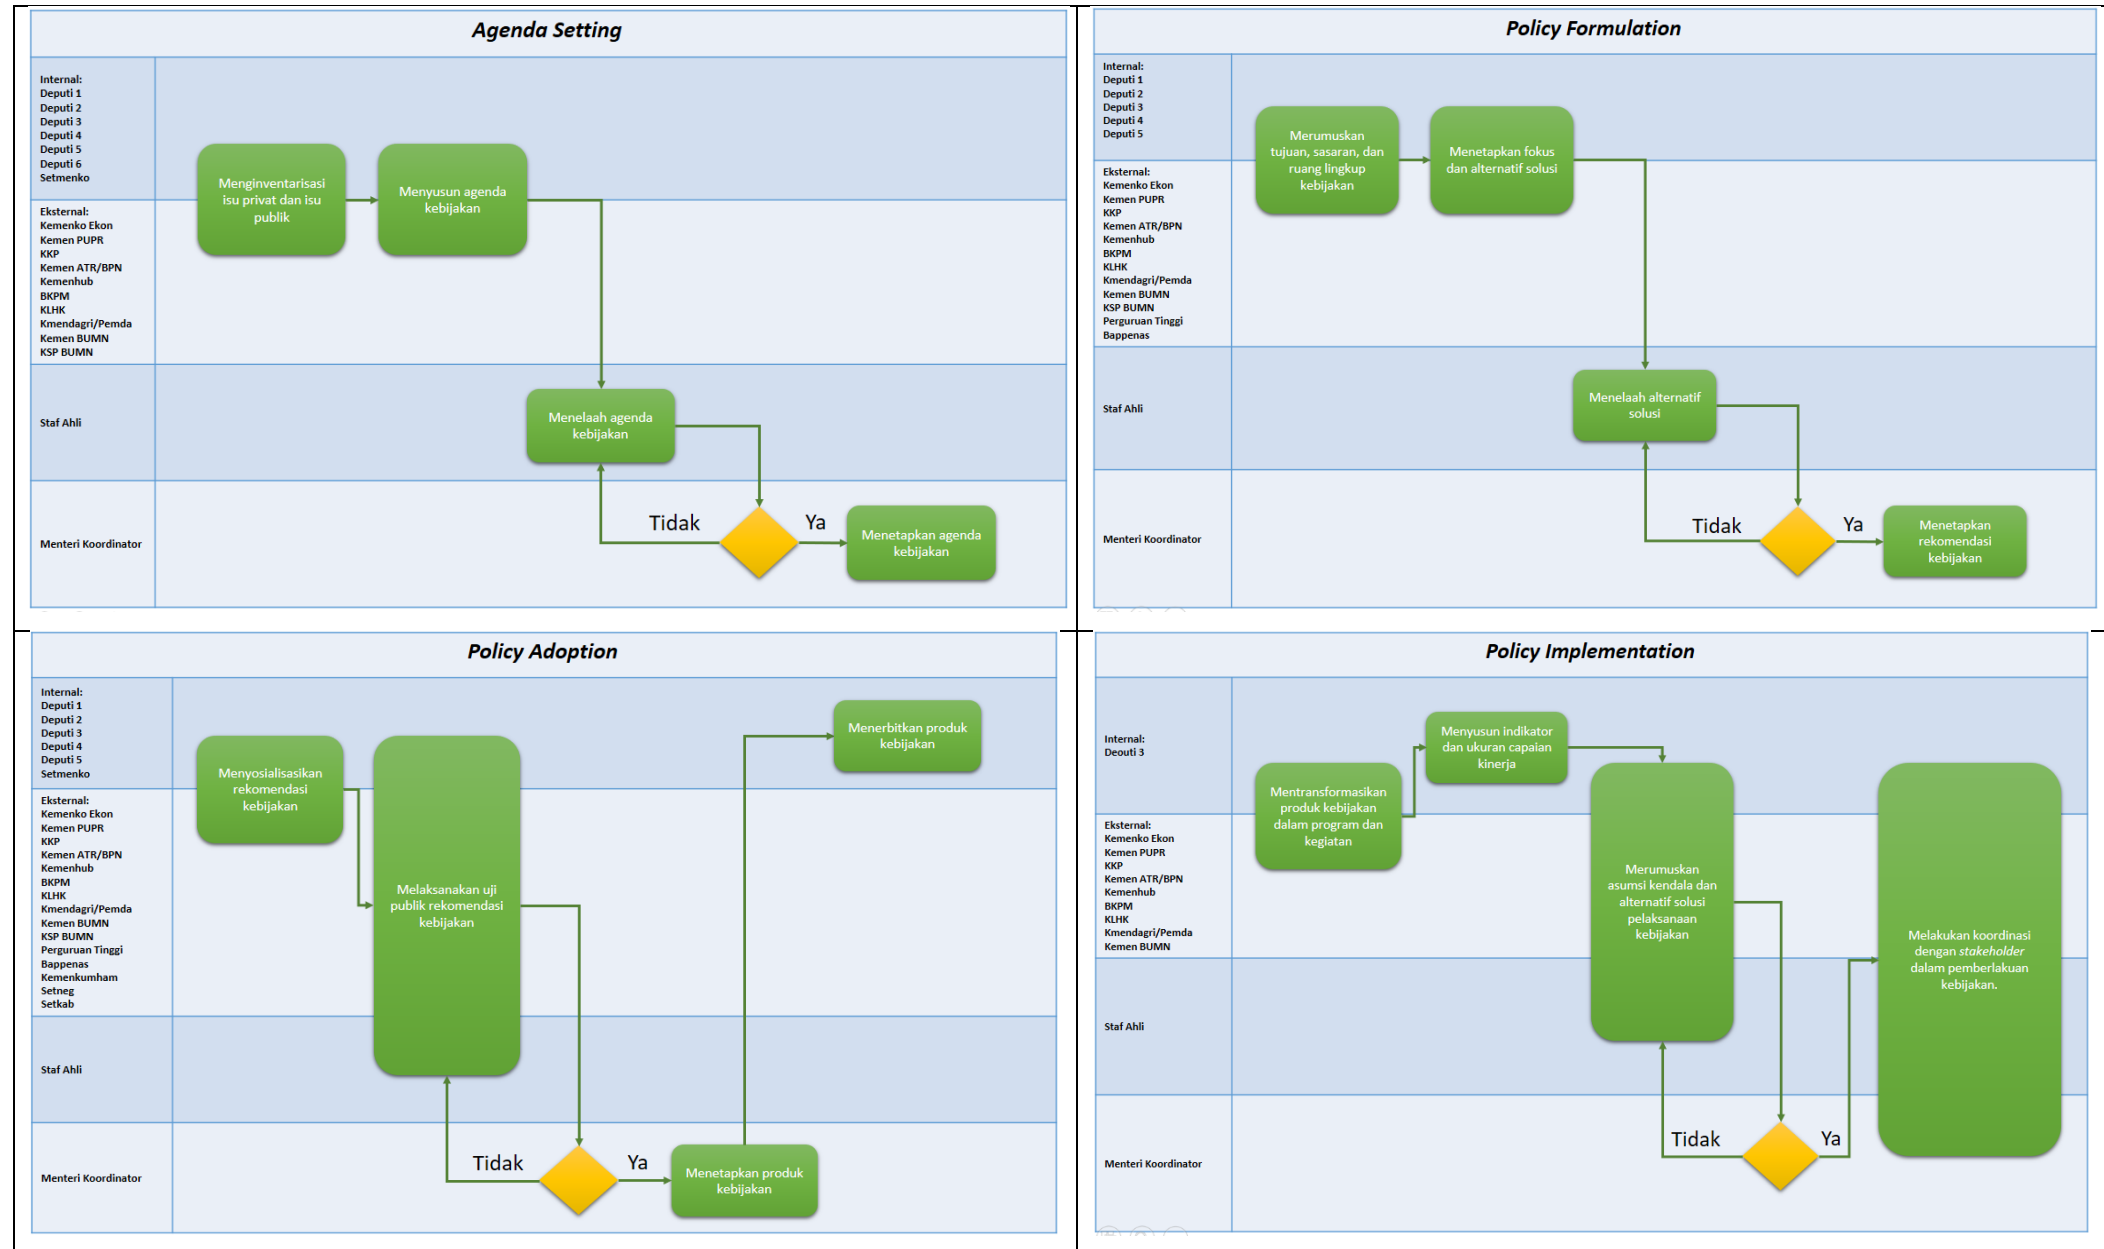 Agenda Setting
Internal:
Deputi 1
Deputi 2
Deputi 3
Deputi 4
Deputi 5
Deputi 6
Setmenko
Eksternal:
Kemenko Ekon
Kemen PUPR
KKP
Kemen ATR/BPN
Kemenhub
BKPM
KLHK
Kmendagri/Pemda
Kemen BUMN
KSP BUMN
Staf Ahli
Menteri Koordinator
Menginventarisasi
isu privat dan isu
publik
Menyusun agenda
kebijakan
Menelaah agenda
kebijakan
Tidak
Ya
Menetapkan agenda
kebijakan
Policy Formulation
Internal:
Deputi 1
Deputi 2
Deputi 3
Deputi 4
Deputi 5
Eksternal:
Kemenko Ekon
Kemen PUPR
KKP
Kemen ATR/BPN
Kemenhub
BKPM
KLHK
Kmendagri/Pemda
Kemen BUMN
KSP BUMN
Perguruan Tinggi
Bappenas
Staf Ahli
Menteri Koordinator
Merumuskan
tujuan, sasaran, dan
ruang lingkup
kebijakan
Menetapkan fokus
dan alternatif solusi
Menelaah alternatif
solusi
Tidak
Ya
Menetapkan
rekomendasi
kebijakan
Policy Adoption
Internal:
Deputi 1
Deputi 2
Deputi 3
Deputi 4
Deputi 5
Setmenko
Eksternal:
Kemenko Ekon
Kemen PUPR
KKP
Kemen ATR/BPN
Kemenhub
BKPM
KLHK
Kmendagri/Pemda
Kemen BUMN
KSP BUMN
Perguruan Tinggi
Bappenas
Kemenkumham
Setneg
Setkab
Staf Ahli
Menteri Koordinator
Menyosialisasikan
rekomendasi
kebijakan
Melaksanakan uji
publik rekomendasi
kebijakan
Tidak
Ya
Menetapkan produk
kebijakan
Menerbitkan produk
kebijakan
Policy Implementation
Internal:
Deouti 3
Eksternal:
Kemenko Ekon
Kemen PUPR
KKP
Kemen ATR/BPN
Kemenhub
BKPM
KLHK
Kmendagri/Pemda
Kemen BUMN
Staf Ahli
Menteri Koordinator
Mentransformasikan
produk kebijakan
dalam program dan
kegiatan
Menyusun indikator
dan ukuran capaian
kinerja
Merumuskan
asumsi kendala dan
alternatif solusi
pelaksanaan
kebijakan
Tidak
Ya
Melakukan koordinasi
dengan stakeholder
dalam pemberlakuan
kebijakan.